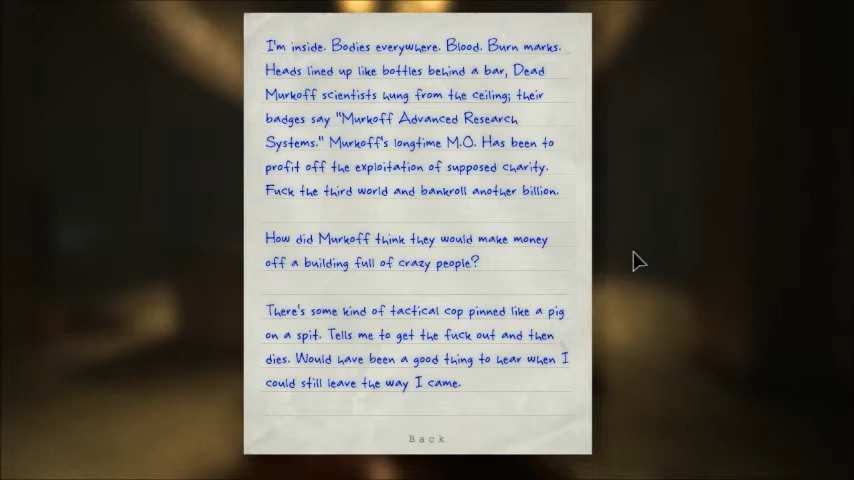 I'm inside. Bodies everywhere. Blood. Burn marks.
Heads lined up like bottles behind a bar, Dead
Murkoff scientists hung from the ceiling; their
badges say "Murkoff Advanced Research
Systems." Murkoff's longtime M.O. Has been to
profit off the exploitation of supposed charity.
Fuck the third world and bankroll another billion.
How did Murkoff think they would make money
off a building full of crazy people?
There's some kind of tactical cop pinned like a pig
on a spit. Tells me to get the fuck out and then
dies. Would have been a good thing to hear when I
could still leave the way I came.
Back